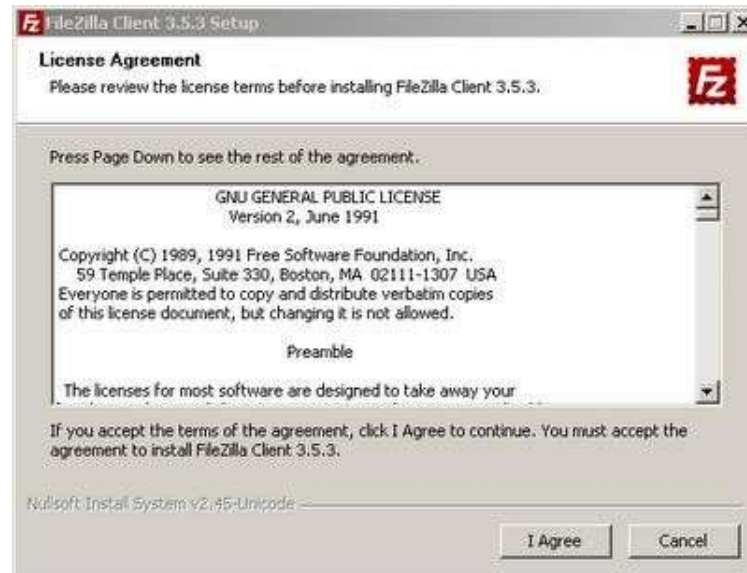 FileZilla Client 3.5.3 Setup
License Agreement
Please review the license terms before installing FileZilla Client 3.5.3.
Fz
Press Page Down to see the rest of the agreement.
GNU GENERAL PUBLIC LICENSE
Version 2, June 1991
Copyright (C) 1989, 1991 Free Software Foundation, Inc.
59 Temple Place, Suite 330, Boston, MA 02111-1307 USA
Everyone is permitted to copy and distribute verbatim copies
of this license document, but changing it is not allowed.
Preamble
The licenses for most software are designed to take away your
If you accept the terms of the agreement, click I Agree to continue. You must accept the
agreement to install FileZilla Client 3.5.3.
Nullsoft Install System v2.45-Unicode
I Agree
Cancel